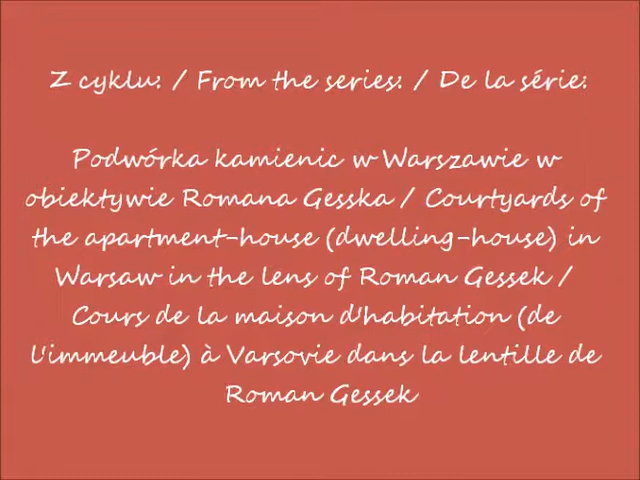 Z cyklu: / From the series: / De la série:
Podwórka kamienic w Warszawie w
obiektywie Romana Gesska / Courtyards of
the apartment-house (dwelling-house) in
Warsaw in the lens of Roman Gessek /
Cours de la maison d'habitation (de
l'immeuble) à Varsovie dans la lentille de
Roman Gessek